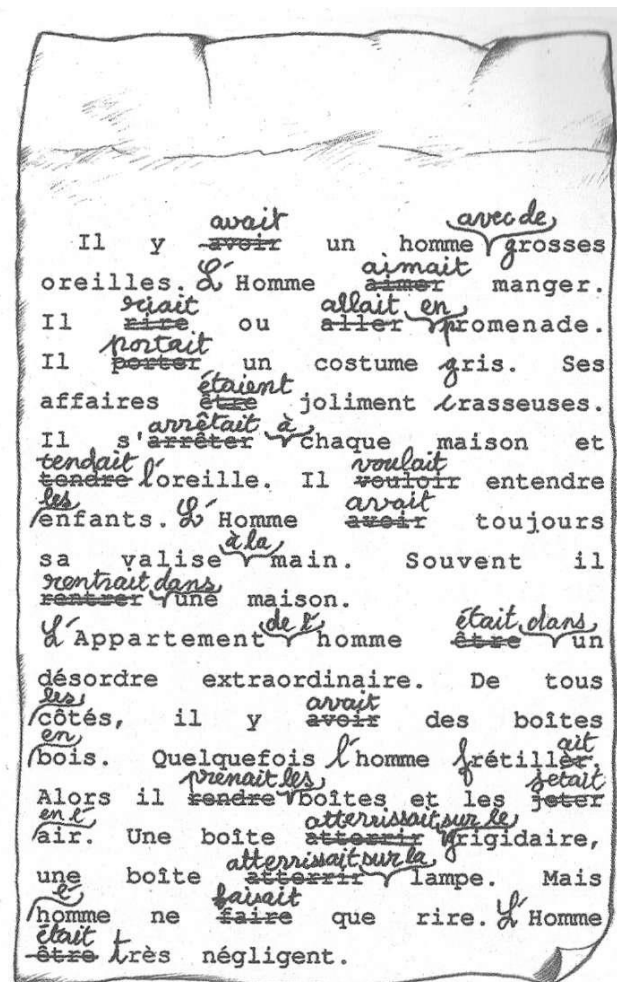 avait avec de
Il y avoir un homme grosses
aimait
oreilles. L'Homme aimer manger.
riait allait en
Il rire ou aller promenade.
portait
Il porter un costume gris. Ses
étaient
affaires être joliment crasseuses.
arrêtait à
Il s'arrêter chaque maison et
tendait voulait
tendre l'oreille. Il vouloir entendre
les avait
enfants. L'Homme avoir toujours
à la
sa valise main. Souvent il
rentrait dans
rentrer une maison.
de l' était dans
L'Appartement homme être un
désordre extraordinaire. De tous
les avait
côtés, il y avoir des boîtes
en ait
bois. Quelquefois l'homme frétiller.
prenait les jetait
Alors il rendre boîtes et les jeter
en l' atterrissait sur le
air. Une boîte atterrir frigidaire,
atterrissait sur la
une boîte atterrir lampe. Mais
l' faisait
homme ne faire que rire. L'Homme
était
être très négligent.